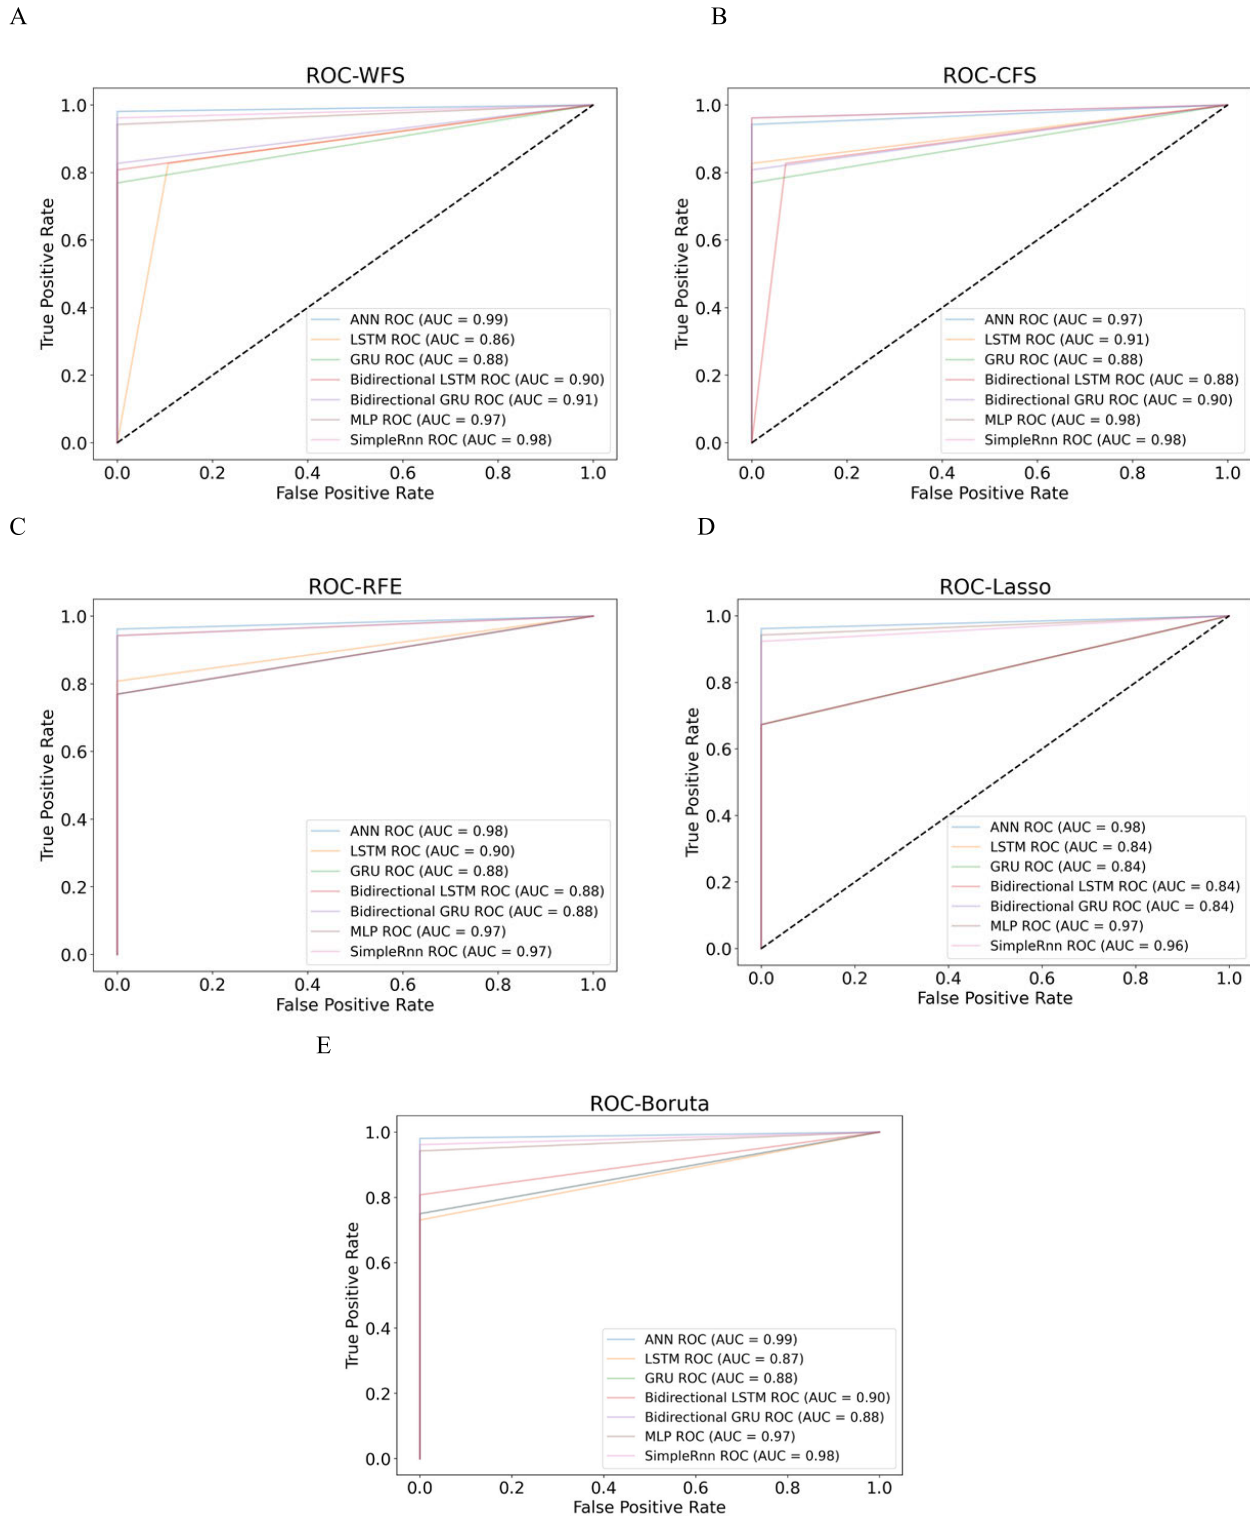 A
B
ROC-WFS
True Positive Rate
1.0
0.8
0.6
0.4
0.2
0.0
ANN ROC (AUC = 0.99)
LSTM ROC (AUC = 0.86)
GRU ROC (AUC = 0.88)
Bidirectional LSTM ROC (AUC = 0.90)
Bidirectional GRU ROC (AUC = 0.91)
MLP ROC (AUC = 0.97)
SimpleRnn ROC (AUC = 0.98)
0.0 0.2 0.4 0.6 0.8 1.0
False Positive Rate
ROC-CFS
True Positive Rate
1.0
0.8
0.6
0.4
0.2
0.0
ANN ROC (AUC = 0.97)
LSTM ROC (AUC = 0.91)
GRU ROC (AUC = 0.88)
Bidirectional LSTM ROC (AUC = 0.88)
Bidirectional GRU ROC (AUC = 0.90)
MLP ROC (AUC = 0.98)
SimpleRnn ROC (AUC = 0.98)
0.0 0.2 0.4 0.6 0.8 1.0
False Positive Rate
C
D
ROC-RFE
True Positive Rate
1.0
0.8
0.6
0.4
0.2
0.0
ANN ROC (AUC = 0.98)
LSTM ROC (AUC = 0.90)
GRU ROC (AUC = 0.88)
Bidirectional LSTM ROC (AUC = 0.88)
Bidirectional GRU ROC (AUC = 0.88)
MLP ROC (AUC = 0.97)
SimpleRnn ROC (AUC = 0.97)
0.0 0.2 0.4 0.6 0.8 1.0
False Positive Rate
ROC-Lasso
True Positive Rate
1.0
0.8
0.6
0.4
0.2
0.0
ANN ROC (AUC = 0.98)
LSTM ROC (AUC = 0.84)
GRU ROC (AUC = 0.84)
Bidirectional LSTM ROC (AUC = 0.84)
Bidirectional GRU ROC (AUC = 0.84)
MLP ROC (AUC = 0.97)
SimpleRnn ROC (AUC = 0.96)
0.0 0.2 0.4 0.6 0.8 1.0
False Positive Rate
E
ROC-Boruta
True Positive Rate
1.0
0.8
0.6
0.4
0.2
0.0
ANN ROC (AUC = 0.99)
LSTM ROC (AUC = 0.87)
GRU ROC (AUC = 0.88)
Bidirectional LSTM ROC (AUC = 0.90)
Bidirectional GRU ROC (AUC = 0.88)
MLP ROC (AUC = 0.97)
SimpleRnn ROC (AUC = 0.98)
0.0 0.2 0.4 0.6 0.8 1.0
False Positive Rate